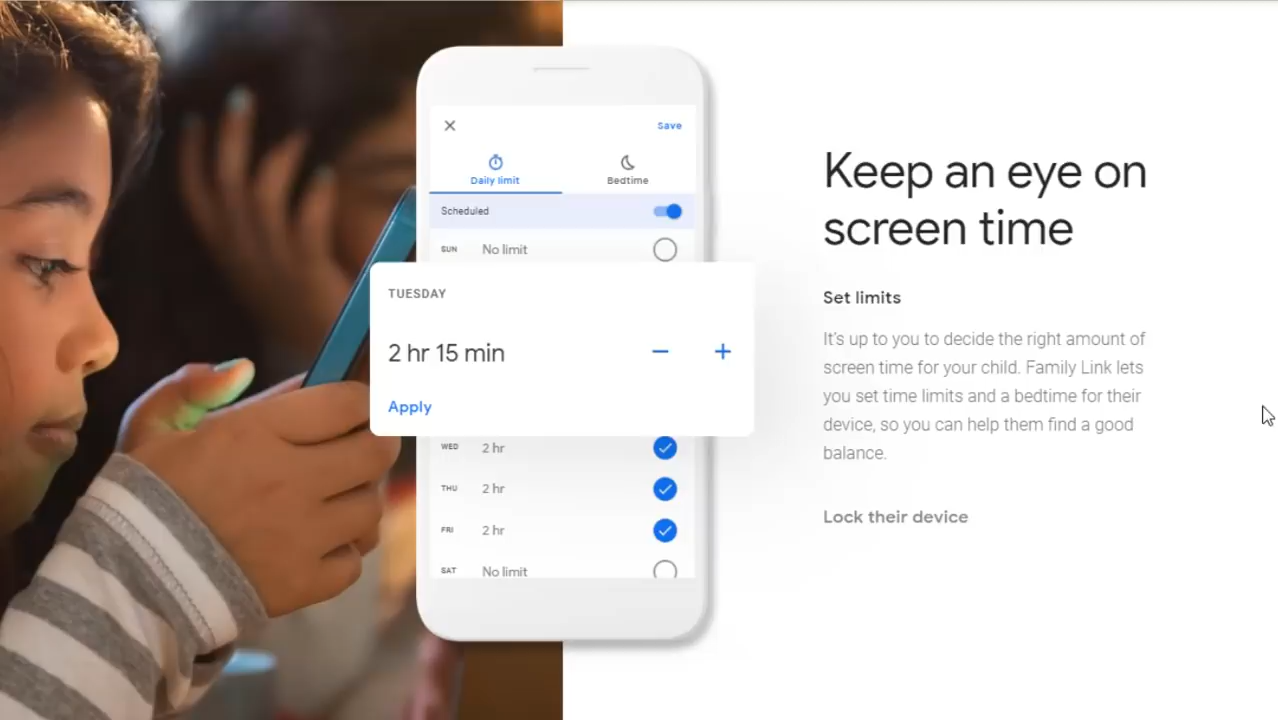 Save
Daily limit
Bedtime
Scheduled
SUN No limit
TUESDAY
2 hr 15 min
Apply
WED 2 hr
THU 2 hr
FRI 2 hr
SAT No limit
Keep an eye on
screen time
Set limits
It's up to you to decide the right amount of
screen time for your child. Family Link lets
you set time limits and a bedtime for their
device, so you can help them find a good
balance.
Lock their device